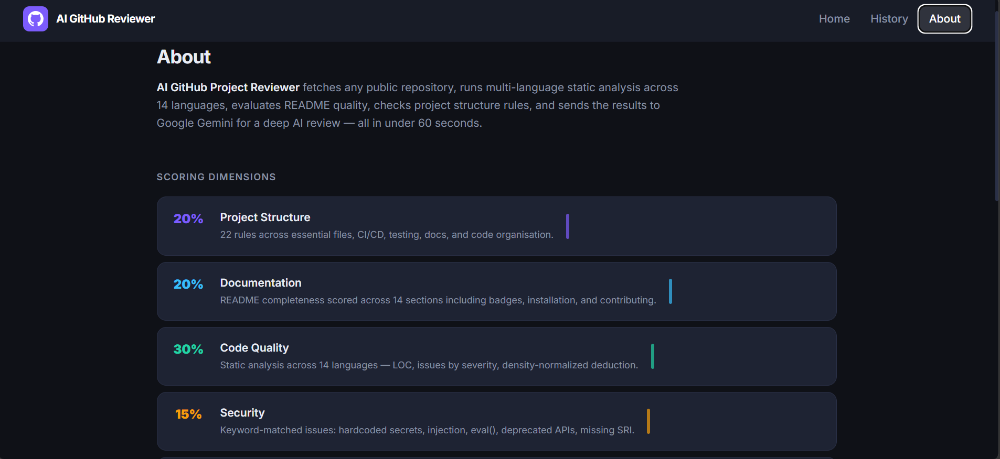 AI GitHub Reviewer
Home
History
About
About
AI GitHub Project Reviewer fetches any public repository, runs multi-language static analysis across
14 languages, evaluates README quality, checks project structure rules, and sends the results to
Google Gemini for a deep AI review — all in under 60 seconds.
SCORING DIMENSIONS
20%
Project Structure
22 rules across essential files, CI/CD, testing, docs, and code organisation.
20%
Documentation
README completeness scored across 14 sections including badges, installation, and contributing.
30%
Code Quality
Static analysis across 14 languages — LOC, issues by severity, density-normalized deduction.
15%
Security
Keyword-matched issues: hardcoded secrets, injection, eval(), deprecated APIs, missing SRI.